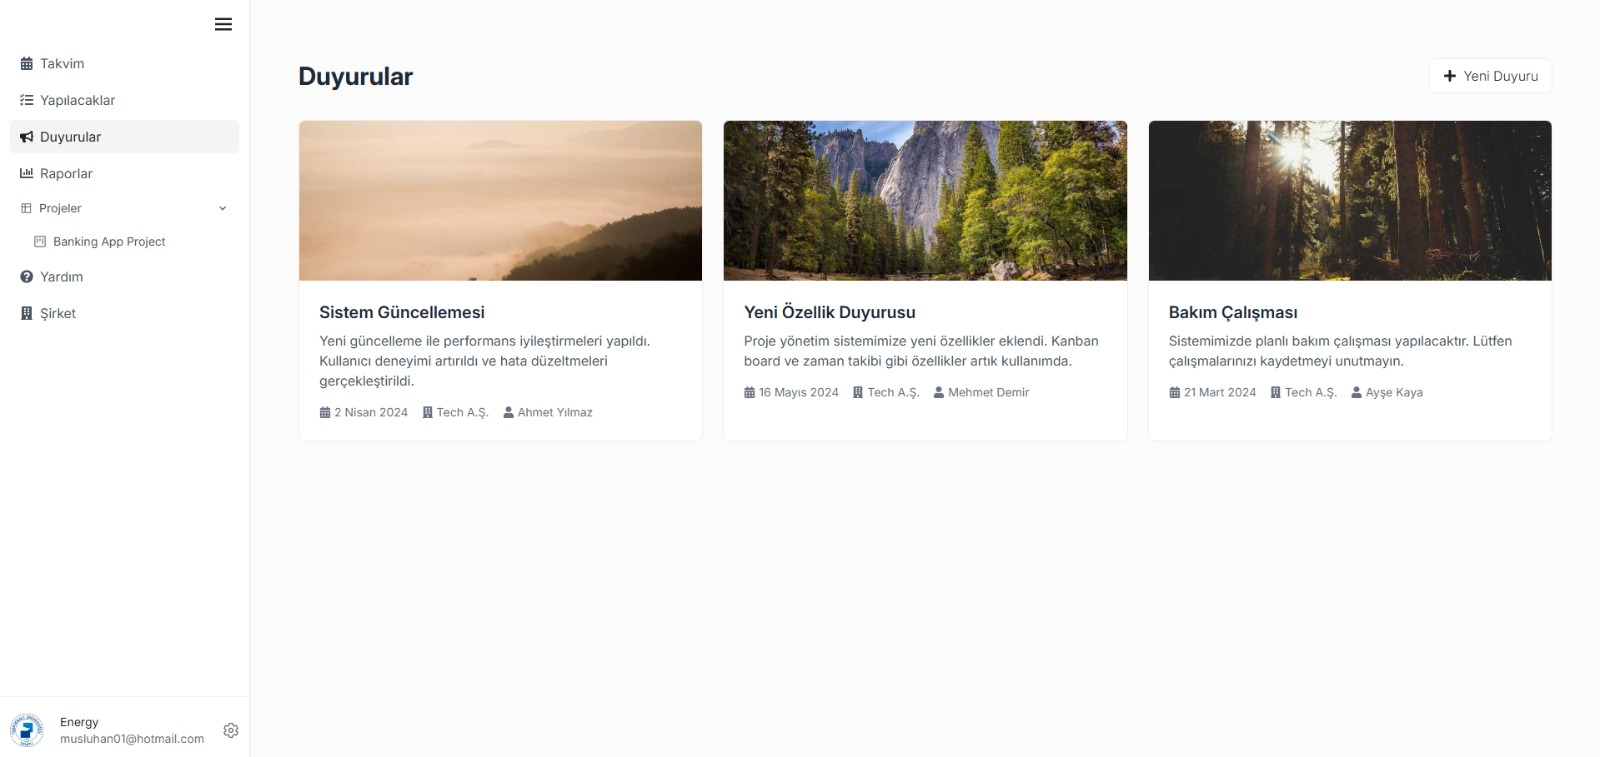 Takvim
Yapılacaklar
Duyurular
Raporlar
Projeler
Banking App Project
Yardım
Şirket
Energy
musluhan01@hotmail.com
Duyurular
Yeni Duyuru
Sistem Güncellemesi
Yeni güncelleme ile performans iyileştirmeleri yapıldı.
Kullanıcı deneyimi artırıldı ve hata düzeltmeleri
gerçekleştirildi.
2 Nisan 2024 Tech A.Ş. Ahmet Yılmaz
Yeni Özellik Duyurusu
Proje yönetim sistemimize yeni özellikler eklendi. Kanban
board ve zaman takibi gibi özellikler artık kullanımda.
16 Mayıs 2024 Tech A.Ş. Mehmet Demir
Bakım Çalışması
Sistemimizde planlı bakım çalışması yapılacaktır. Lütfen
çalışmalarınızı kaydetmeyi unutmayın.
21 Mart 2024 Tech A.Ş. Ayşe Kaya